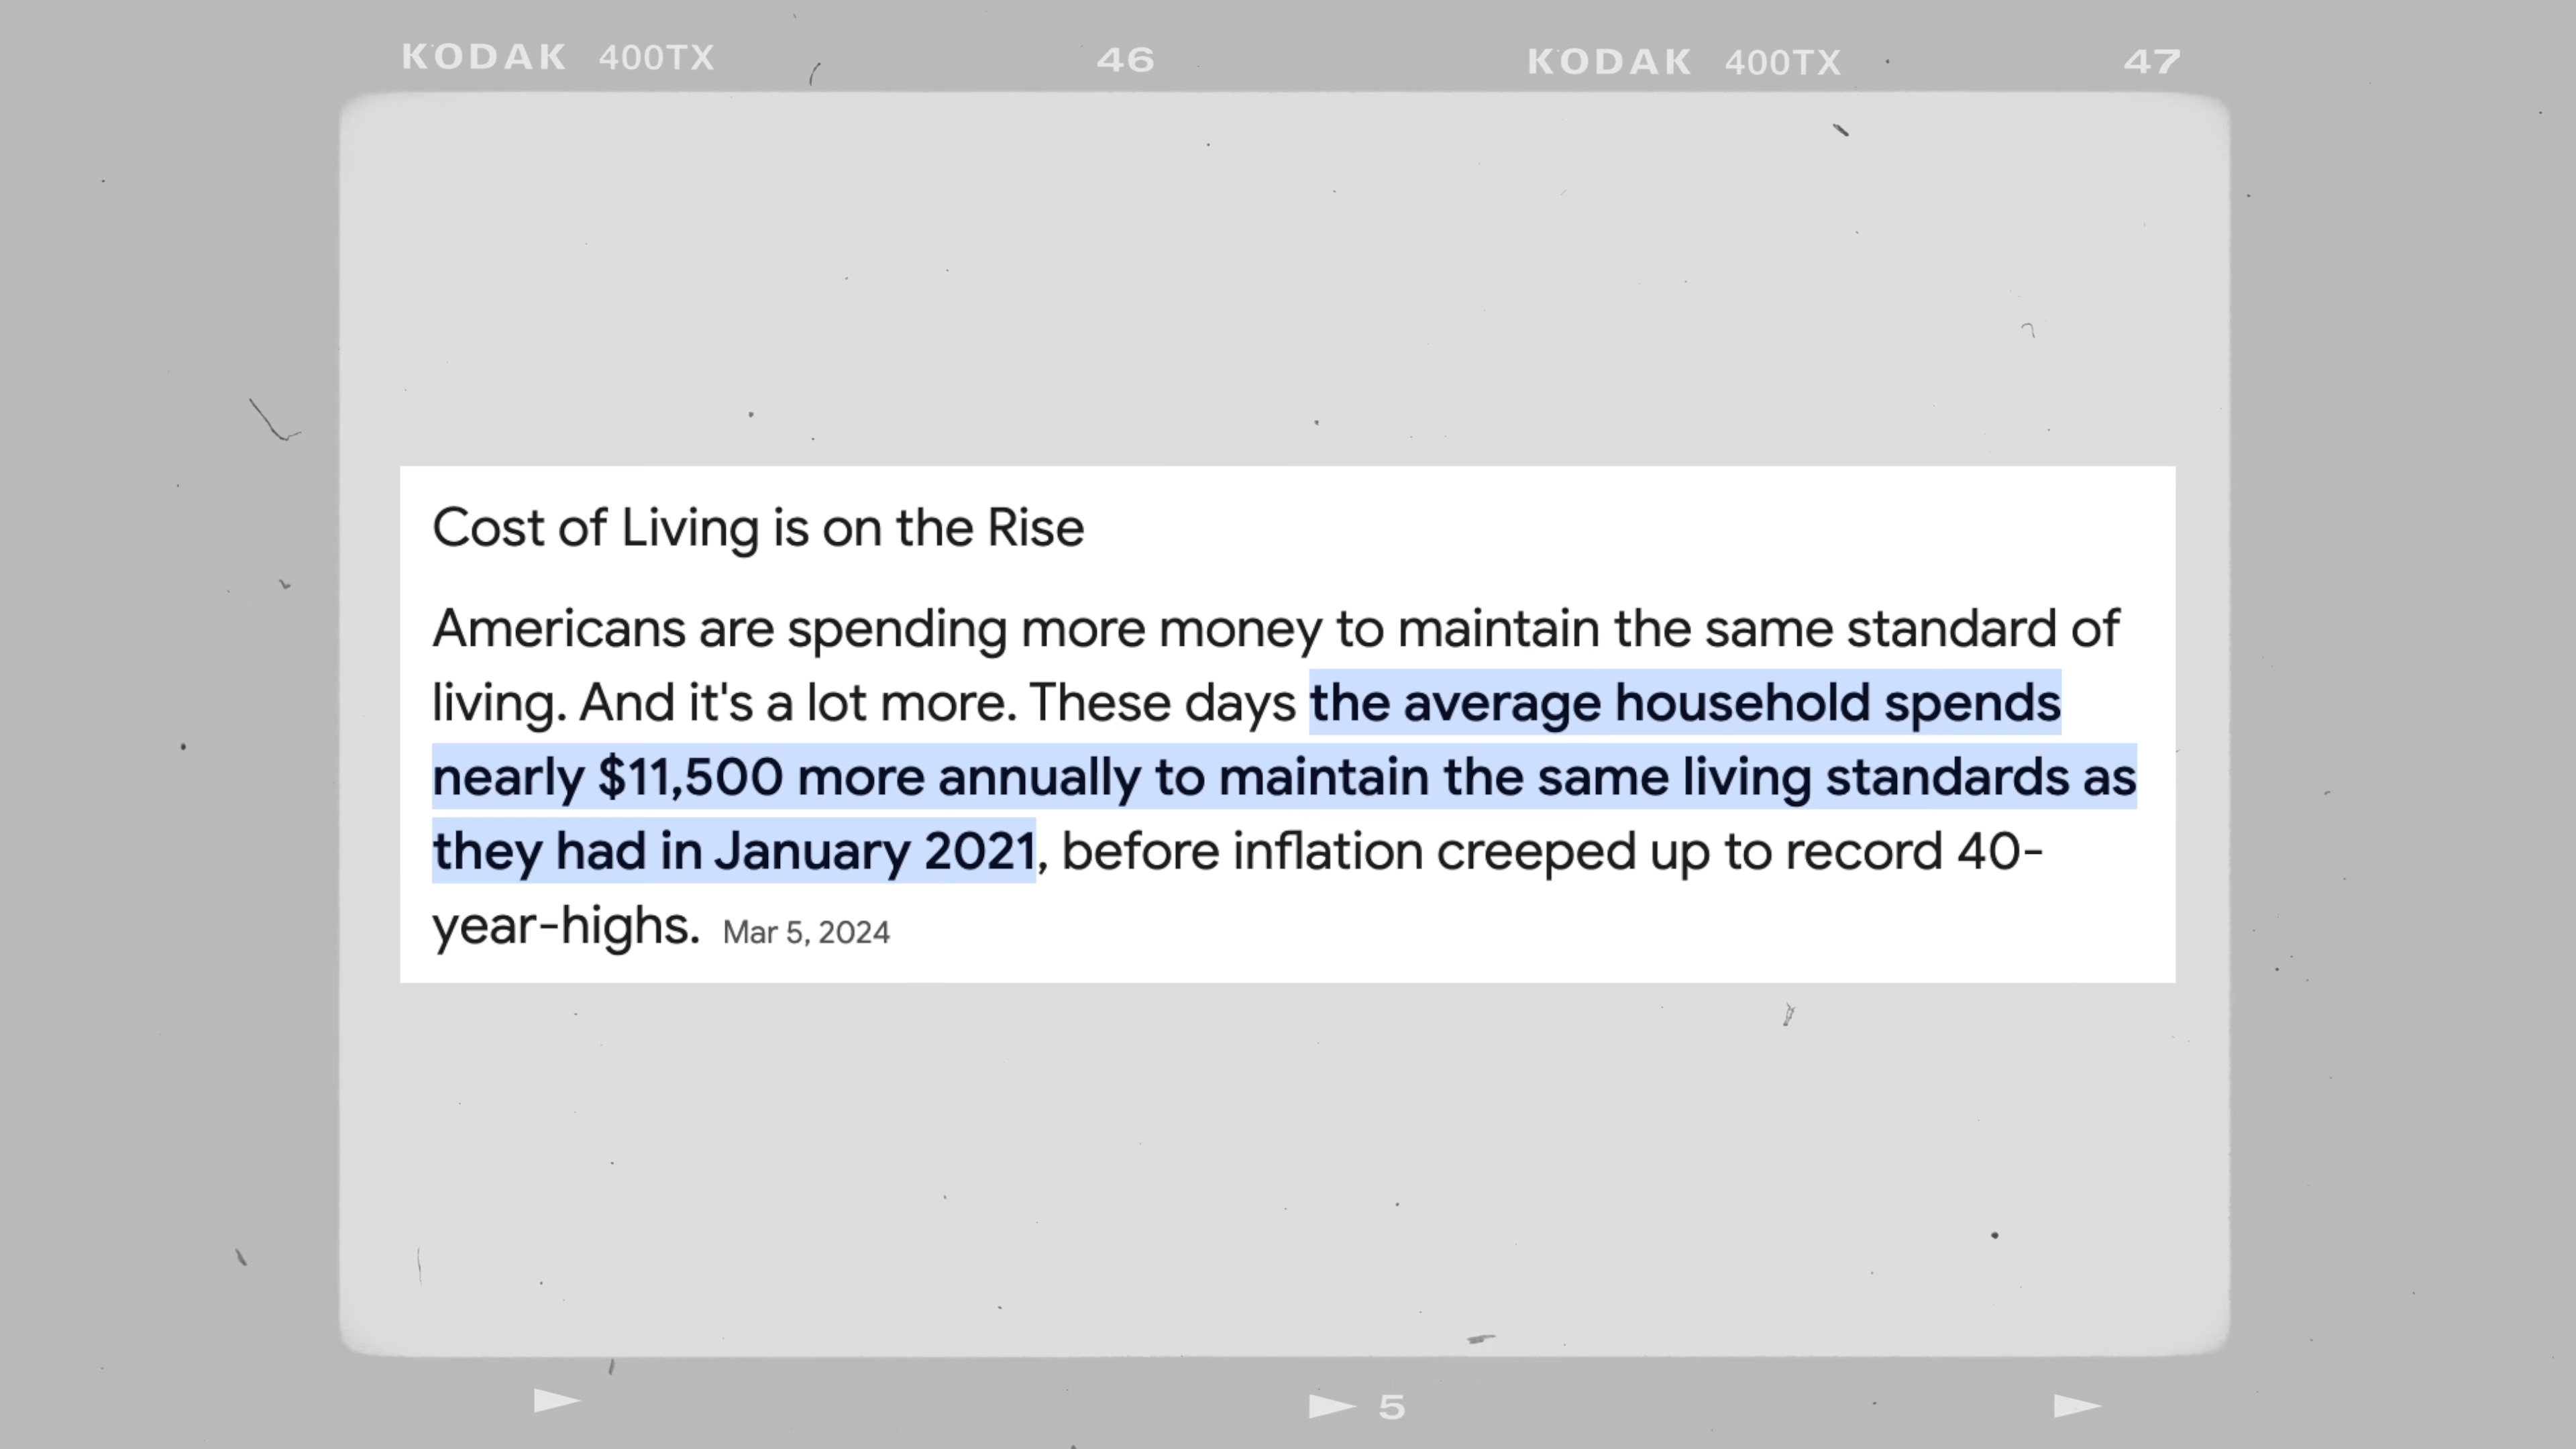 KODAK 400TX 46 KODAK 400TX 47
Cost of Living is on the Rise
Americans are spending more money to maintain the same standard of
living. And it's a lot more. These days the average household spends
nearly $11,500 more annually to maintain the same living standards as
they had in January 2021, before inflation creeped up to record 40-
year-highs. Mar 5, 2024
5